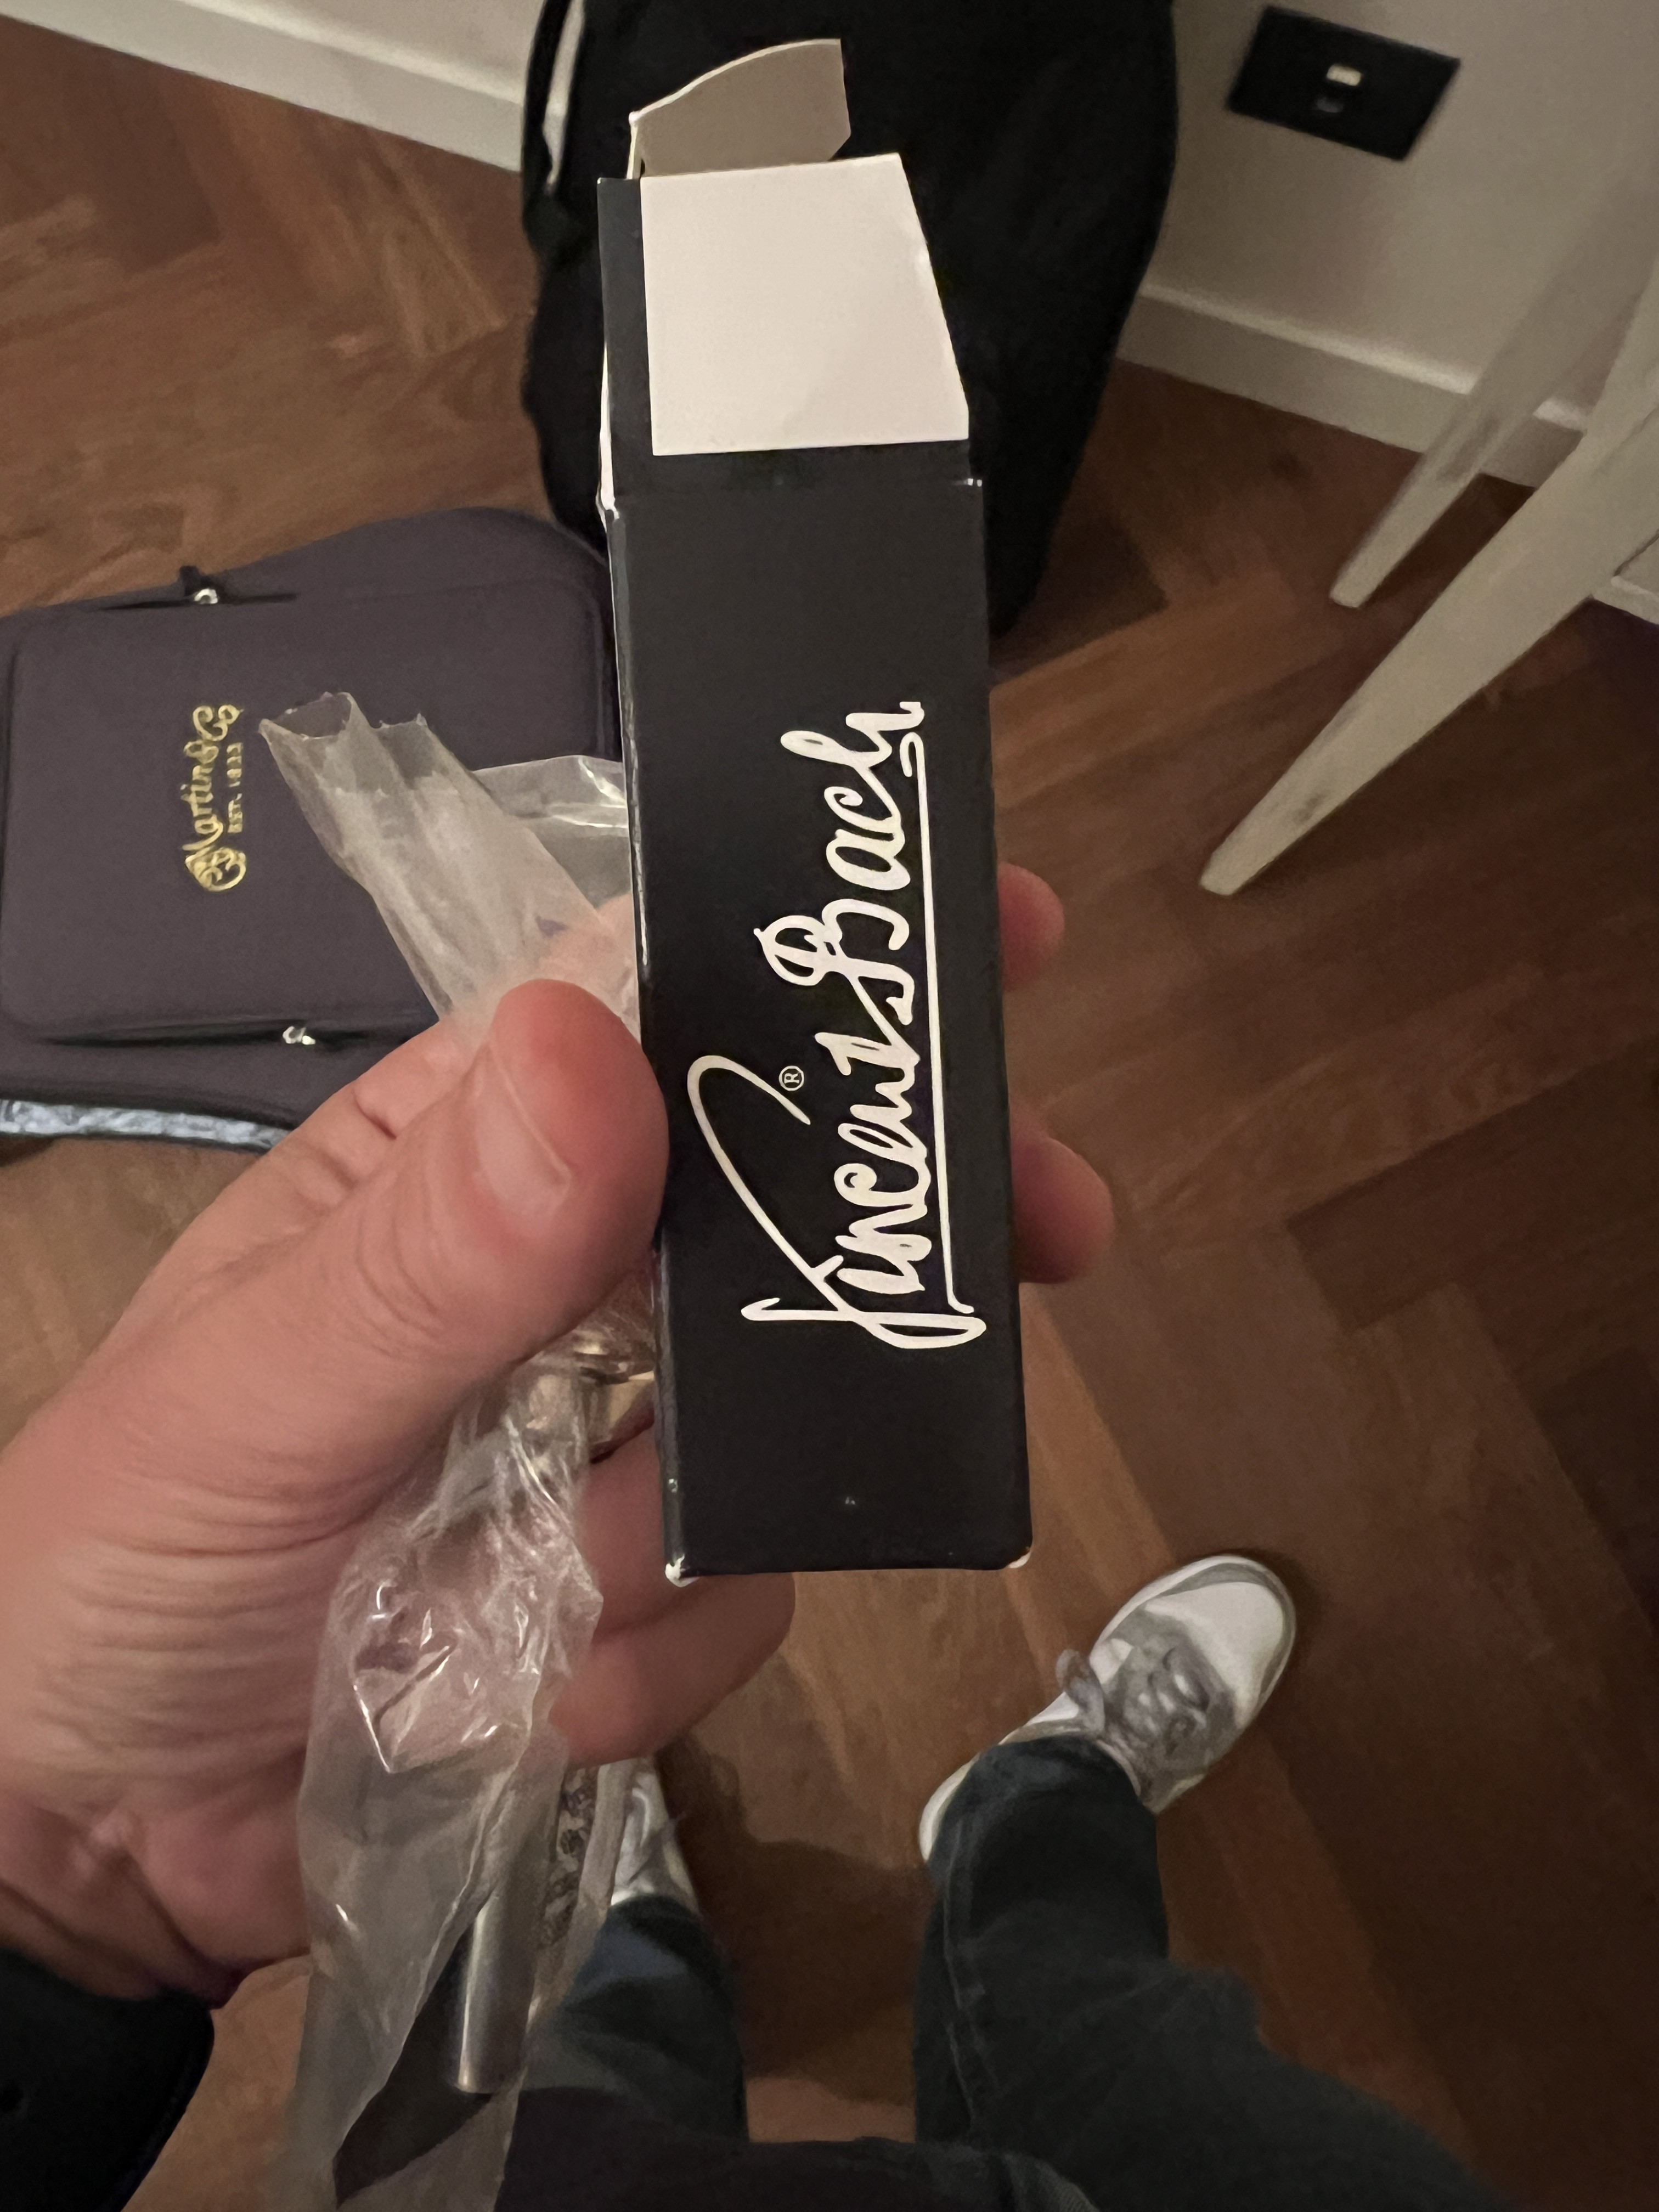 Vincent Bach ®
Martin & Co
EST. 1833